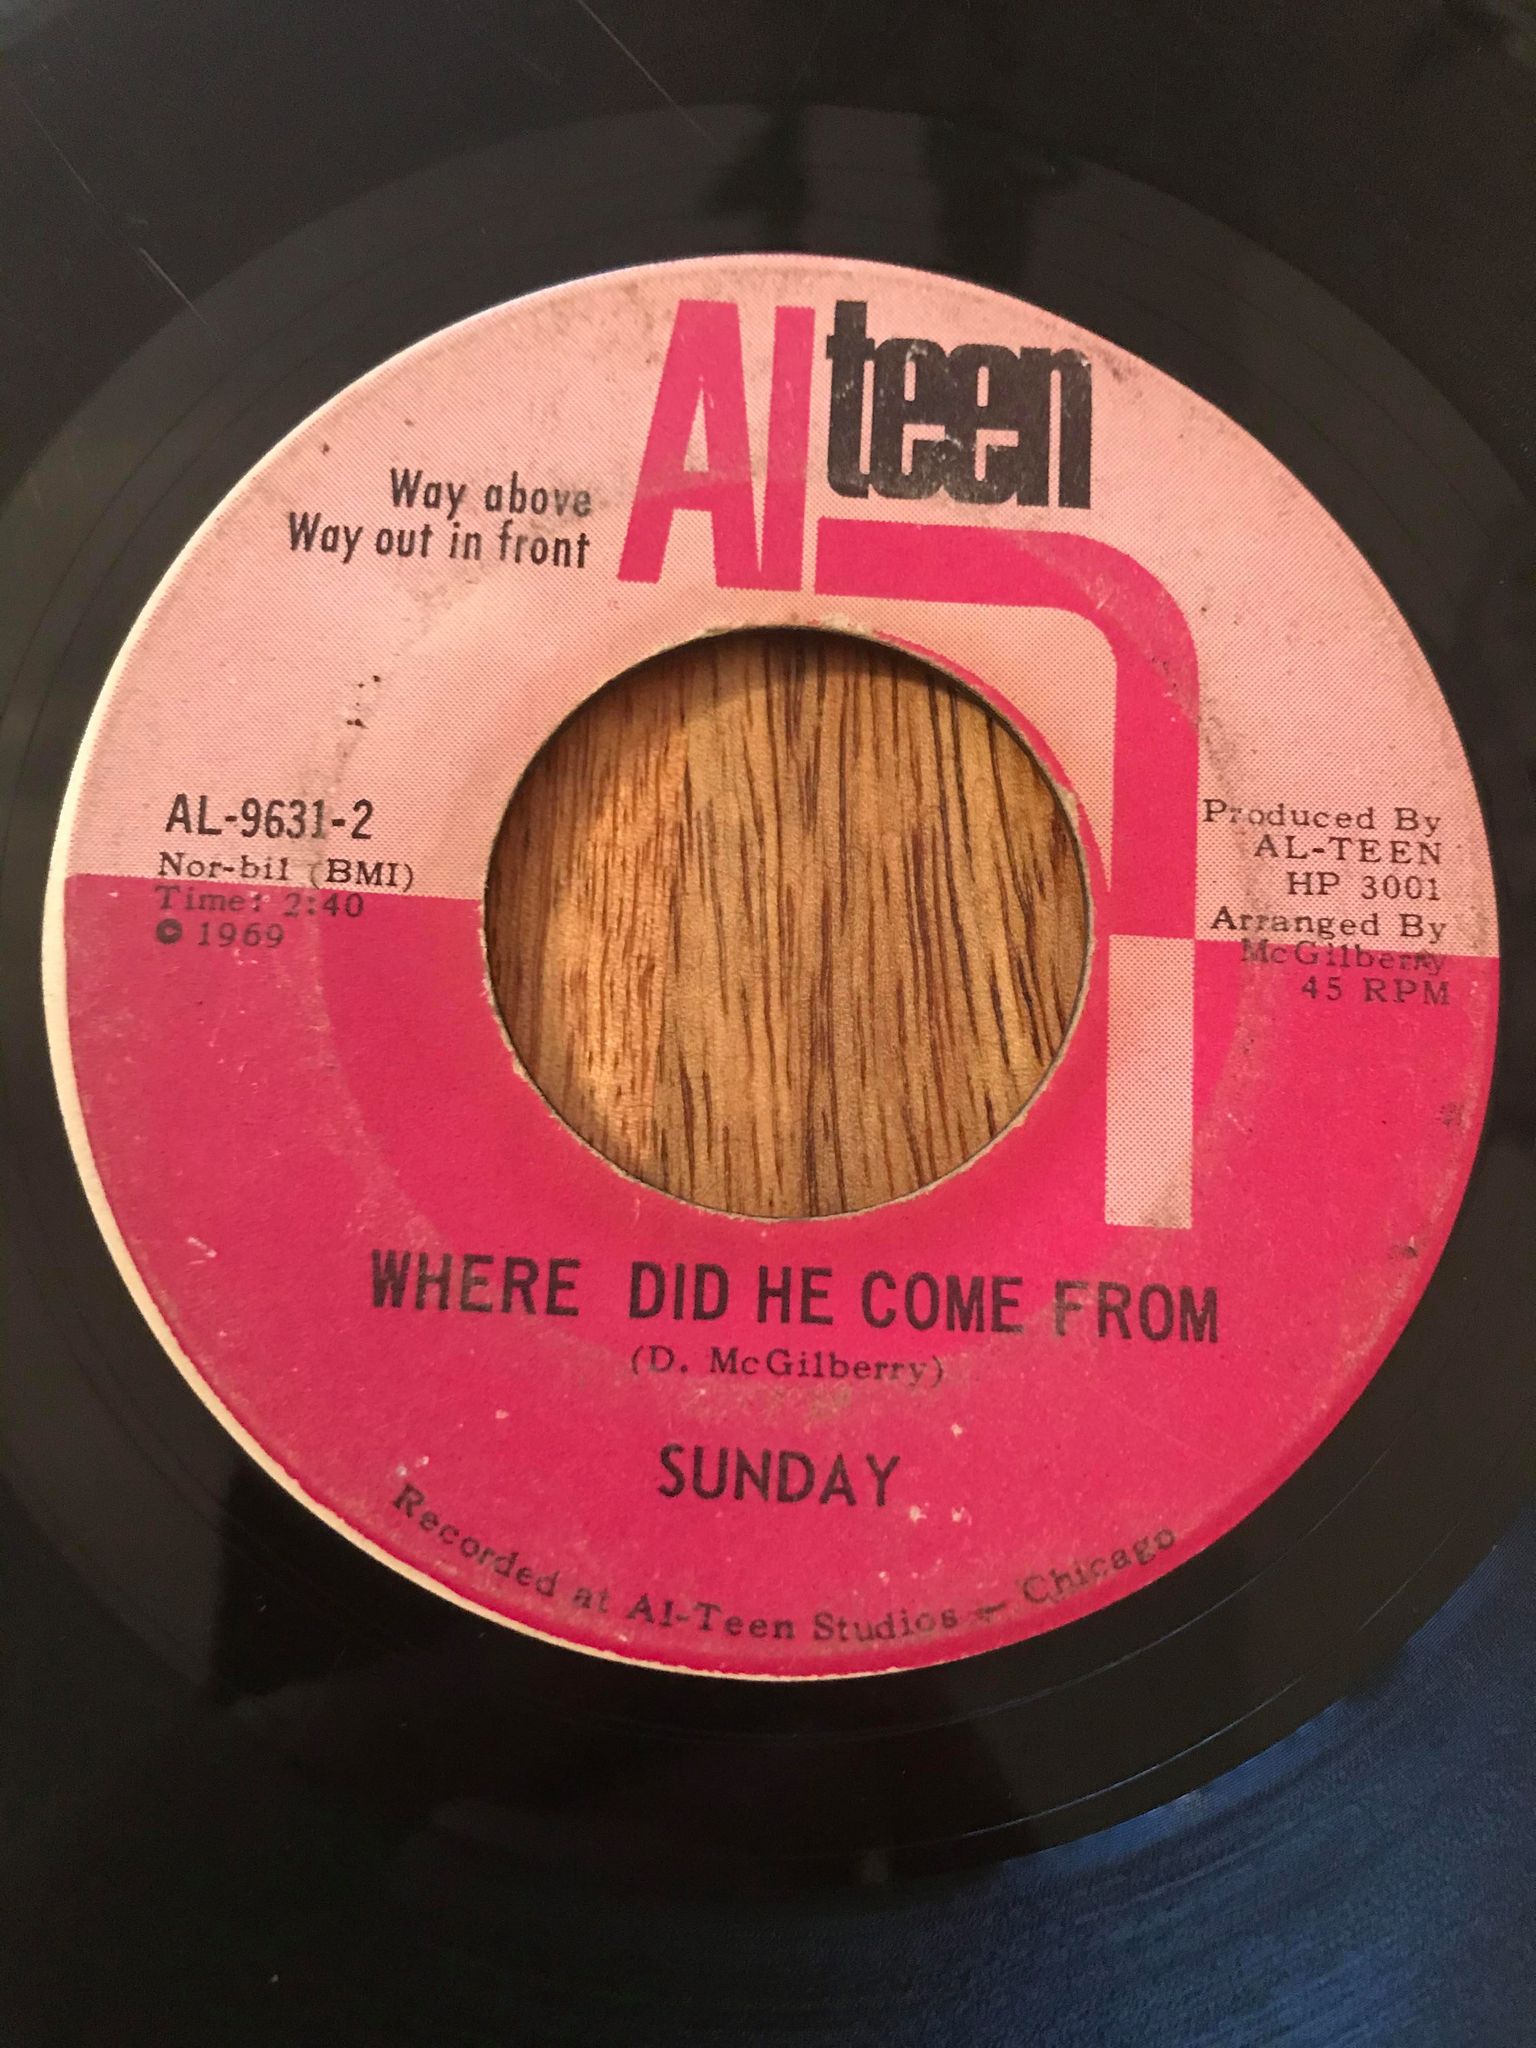 Al teen
Way above
Way out in front
AL-9631-2
Nor-bil (BMI)
Time: 2:40
© 1969
Produced By
AL-TEEN
HP 3001
Arranged By
McGilberry
45 RPM
WHERE DID HE COME FROM
(D. McGilberry)
SUNDAY
Recorded at Al-Teen Studios - Chicago